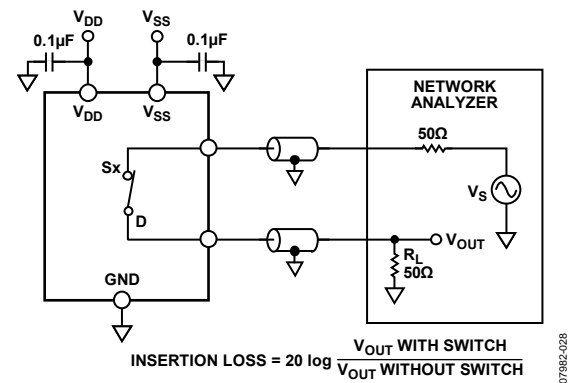 V_DD V_SS
0.1µF 0.1µF
V_DD V_SS
NETWORK
ANALYZER
50Ω
Sx
V_S
D
V_OUT
R_L
50Ω
GND
INSERTION LOSS = 20 log V_OUT WITH SWITCH
V_OUT WITHOUT SWITCH
07982-028